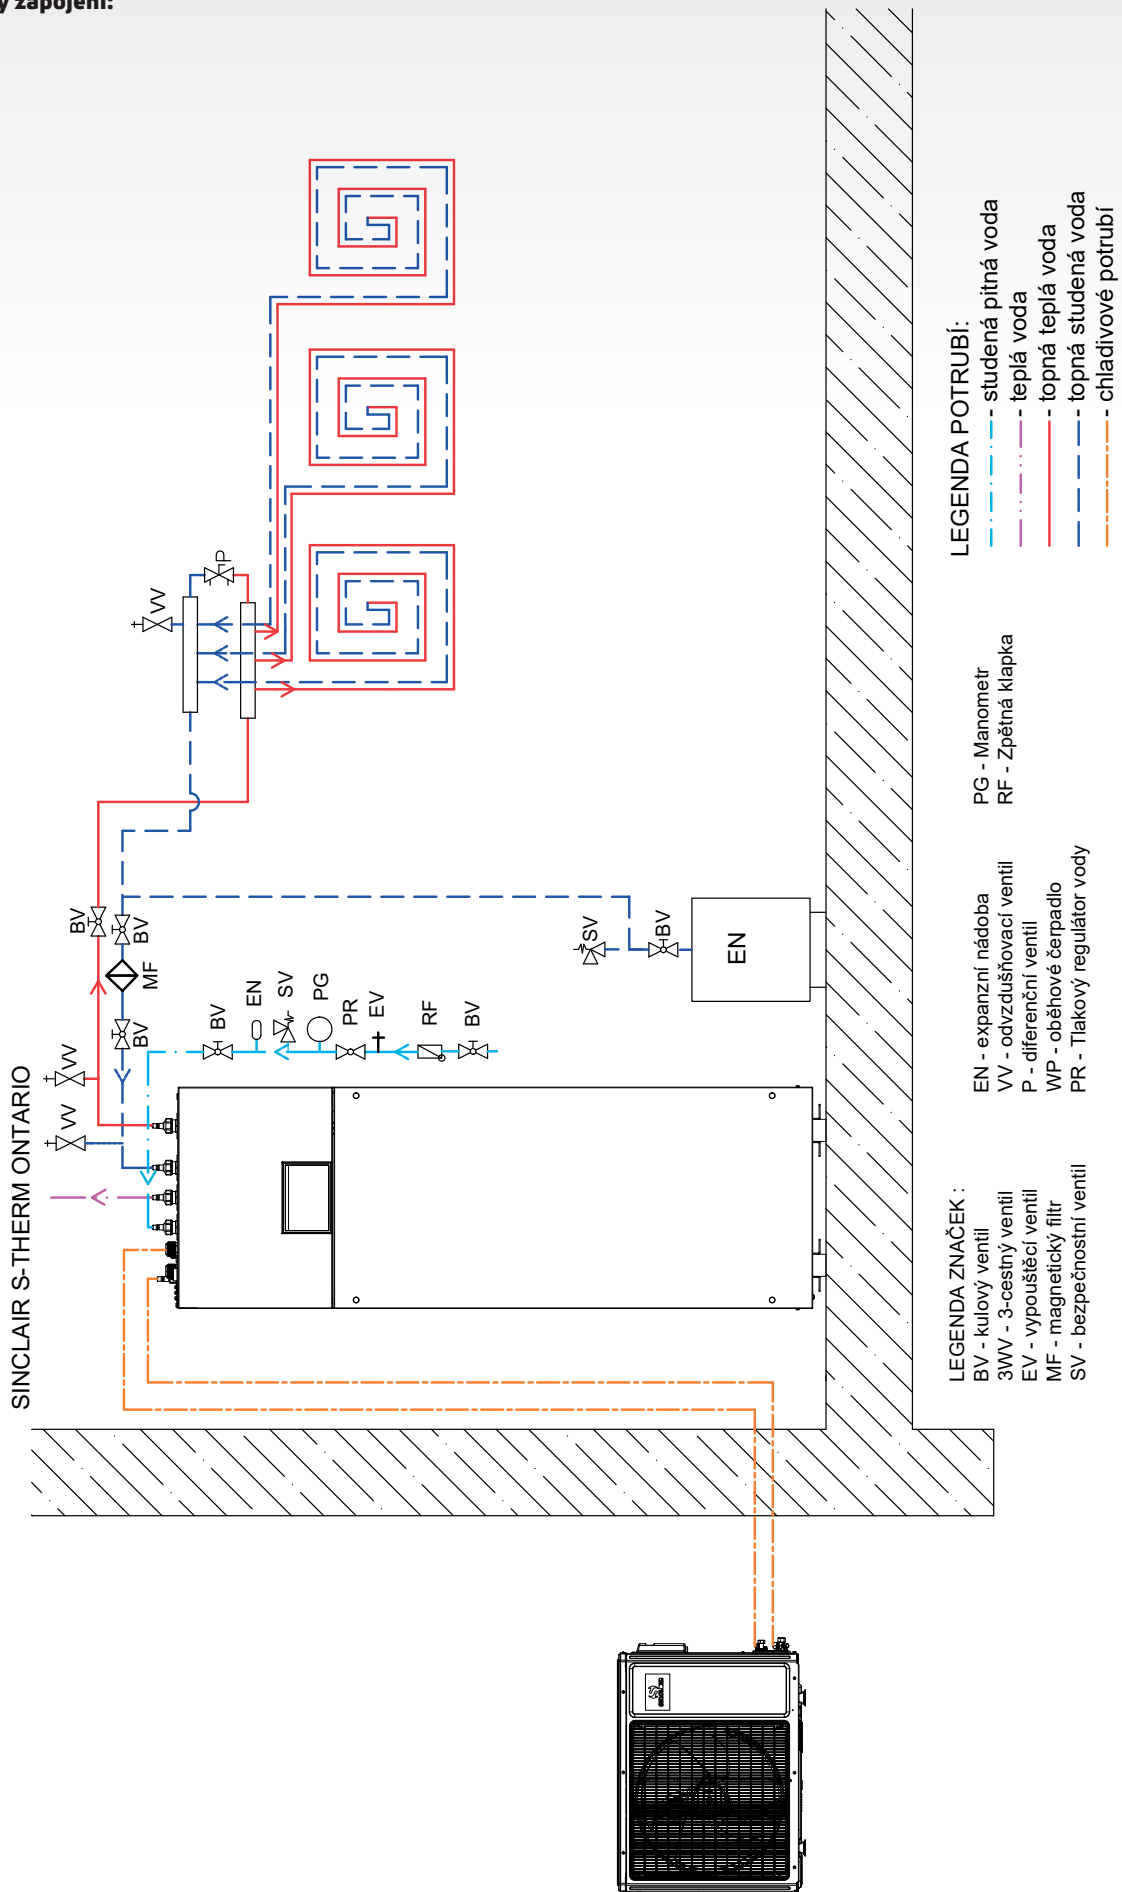 y zapojení:
SINCLAIR S-THERM ONTARIO
VV
VV
BV
BV
MF
BV
VV
P
BV
EN
SV
PG
PR
EV
RF
BV
SV
BV
EN
LEGENDA ZNAČEK :
BV - kulový ventil
3WV - 3-cestný ventil
EV - vypouštěcí ventil
MF - magnetický filtr
SV - bezpečnostní ventil
EN - expanzní nádoba
VV - odvzdušňovací ventil
P - diferenční ventil
WP - oběhové čerpadlo
PR - Tlakový regulátor vody
PG - Manometr
RF - Zpětná klapka
LEGENDA POTRUBÍ:
- studená pitná voda
- teplá voda
- topná teplá voda
- topná studená voda
- chladivové potrubí